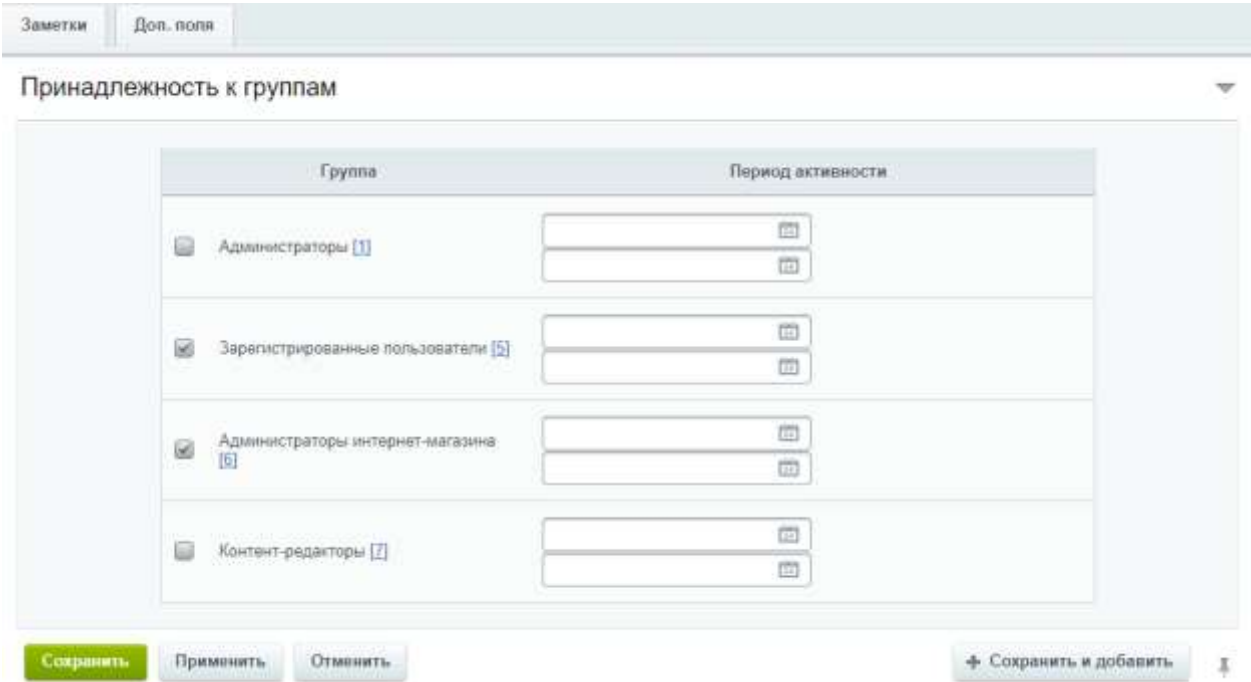 Заметки Доп. поля
Принадлежность к группам
Группа Период активности
Администраторы [1]
Зарегистрированные пользователи [5]
Администраторы интернет-магазина
[6]
Контент-редакторы [7]
Сохранить Применить Отменить + Сохранить и добавить